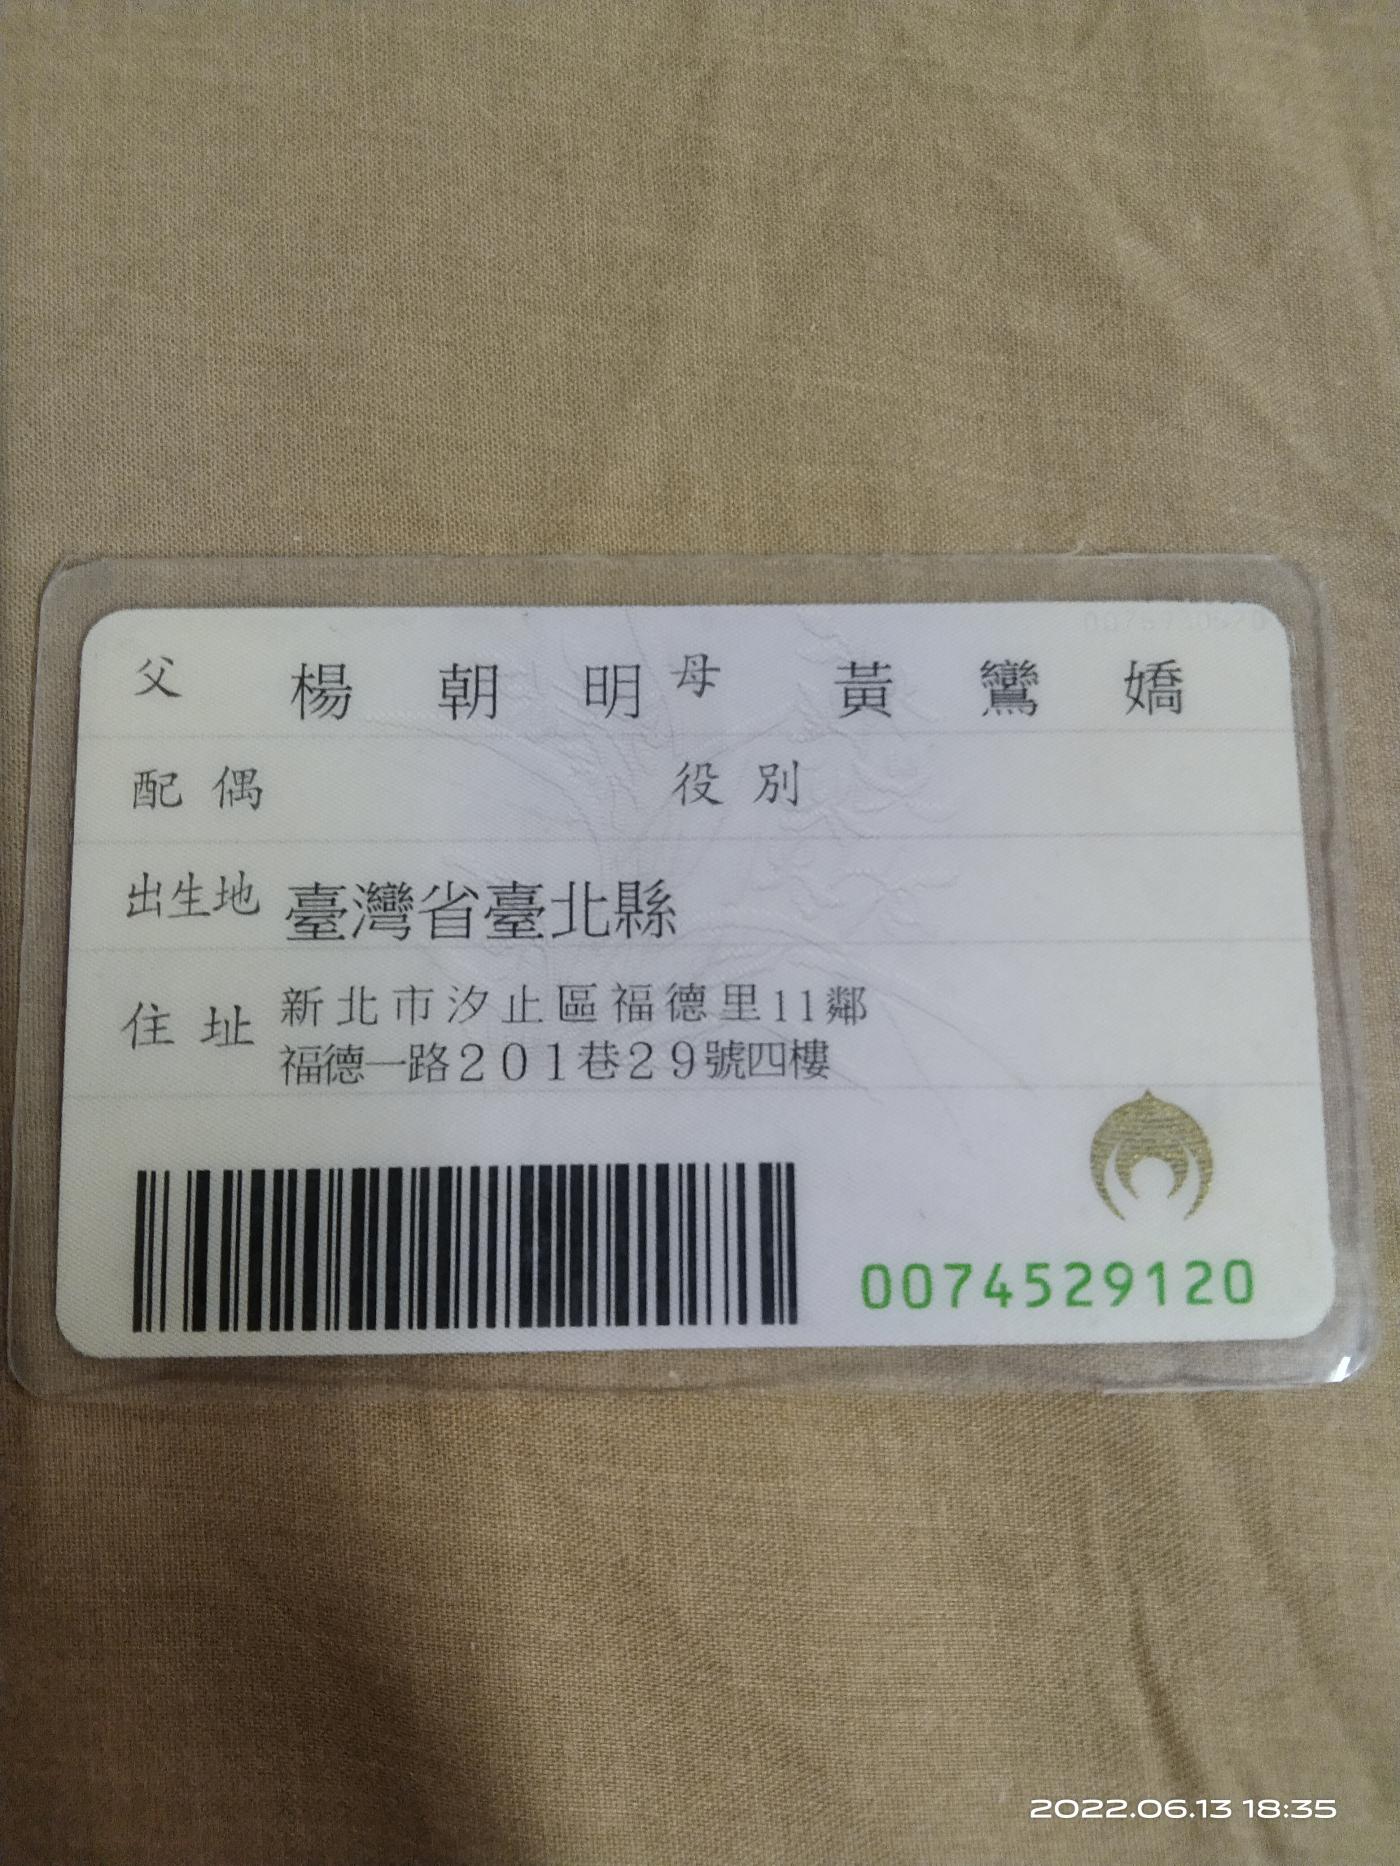 父 楊朝明 母 黃鸞嬌
配偶 役別
出生地 臺灣省臺北縣
住址 新北市汐止區福德里11鄰
福德一路201巷29號四樓
0074529120
2022.06.13 18:35